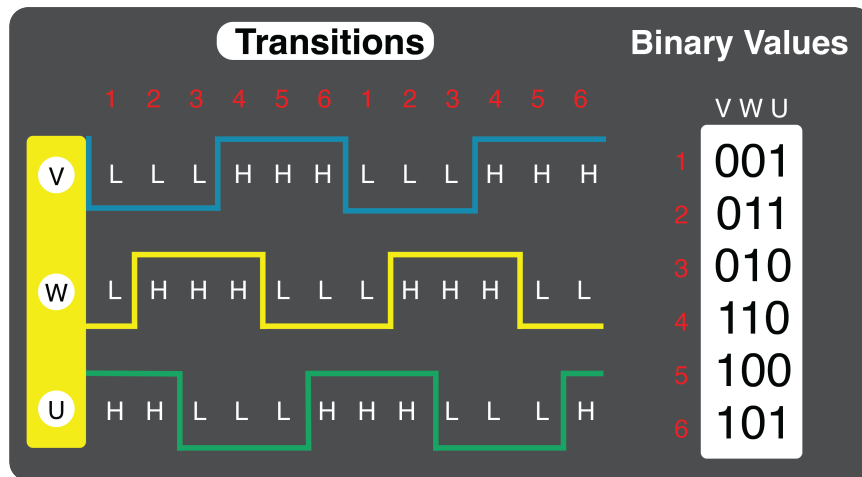 Transitions
Binary Values
1 2 3 4 5 6 1 2 3 4 5 6
V W U
V L L L H H H L L L H H H
W L H H H L L L H H H L L
U H H L L L H H H L L L H
1 001
2 011
3 010
4 110
5 100
6 101